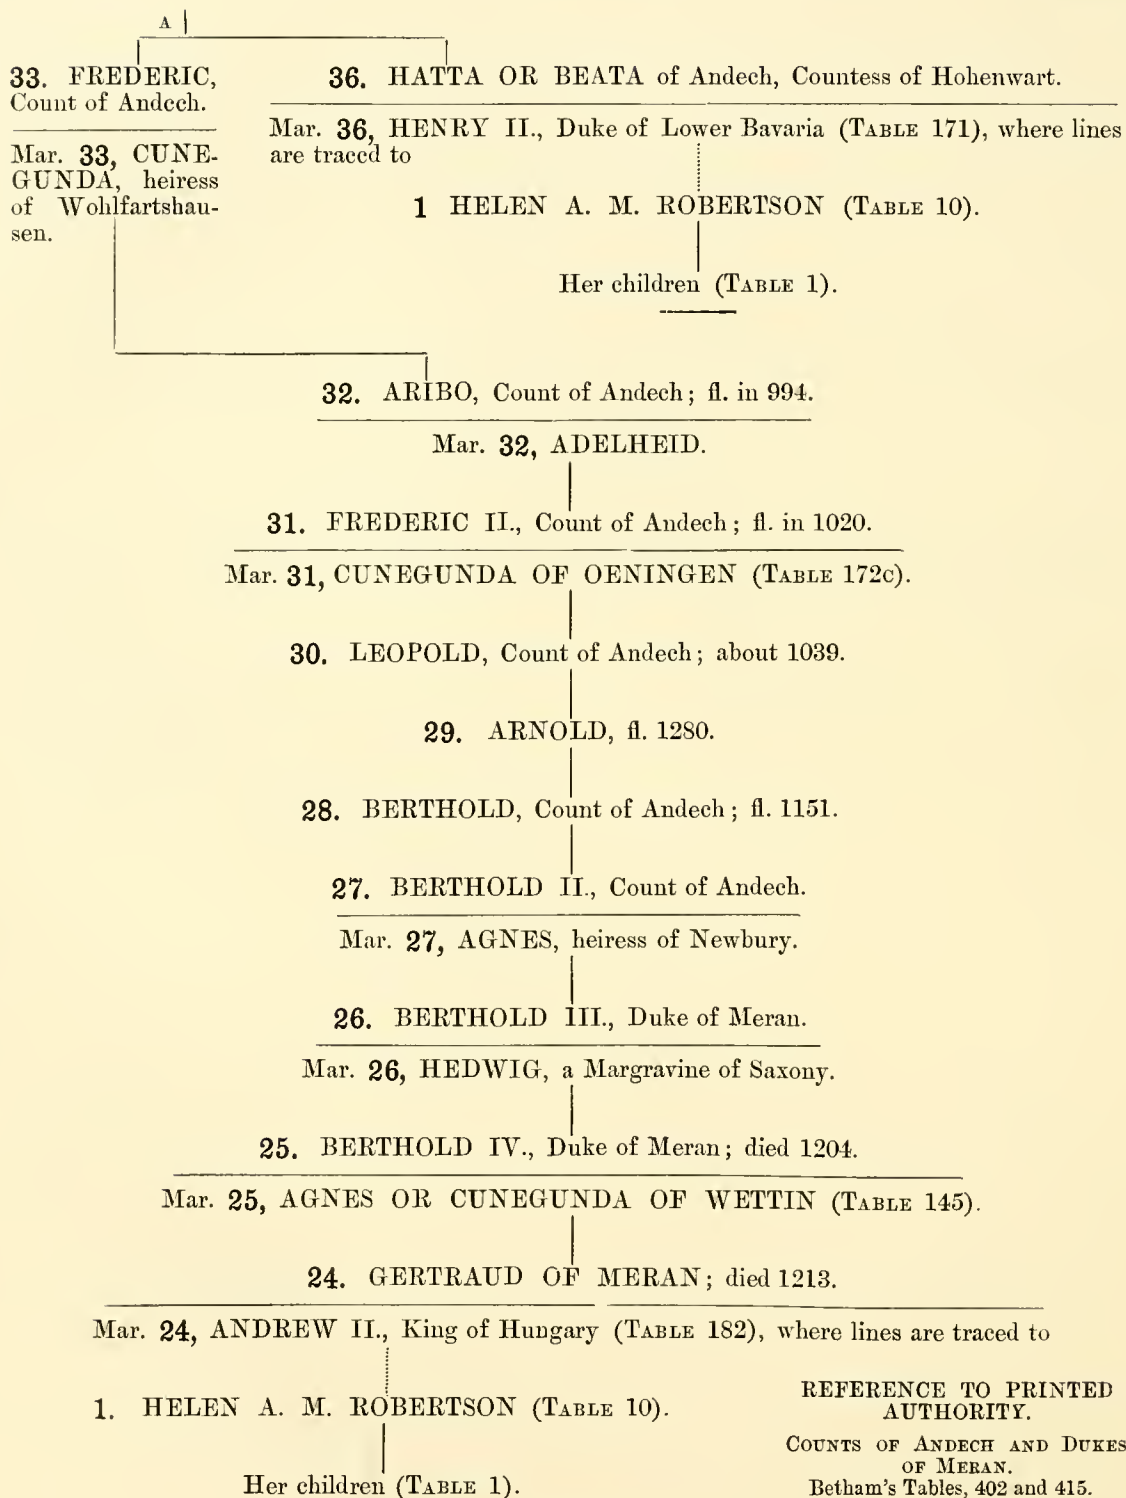 A
33. FREDERIC,
Count of Andech.
Mar. 33, CUNE-
GUNDA, heiress
of Wohlfartshau-
sen.
36. HATTA OR BEATA of Andech, Countess of Hohenwart.
Mar. 36, HENRY II., Duke of Lower Bavaria (TABLE 171), where lines
are traced to
1 HELEN A. M. ROBERTSON (TABLE 10).
Her children (TABLE 1).
32. ARIBO, Count of Andech; fl. in 994.
Mar. 32, ADELHEID.
31. FREDERIC II., Count of Andech; fl. in 1020.
Mar. 31, CUNEGUNDA OF OENINGEN (TABLE 172c).
30. LEOPOLD, Count of Andech; about 1039.
29. ARNOLD, fl. 1280.
28. BERTHOLD, Count of Andech; fl. 1151.
27. BERTHOLD II., Count of Andech.
Mar. 27, AGNES, heiress of Newbury.
26. BERTHOLD III., Duke of Meran.
Mar. 26, HEDWIG, a Margravine of Saxony.
25. BERTHOLD IV., Duke of Meran; died 1204.
Mar. 25, AGNES OR CUNEGUNDA OF WETTIN (TABLE 145).
24. GERTRAUD OF MERAN; died 1213.
Mar. 24, ANDREW II., King of Hungary (TABLE 182), where lines are traced to
1. HELEN A. M. ROBERTSON (TABLE 10).
Her children (TABLE 1).
REFERENCE TO PRINTED
AUTHORITY.
COUNTS OF ANDECH AND DUKES
OF MERAN.
Betham's Tables, 402 and 415.